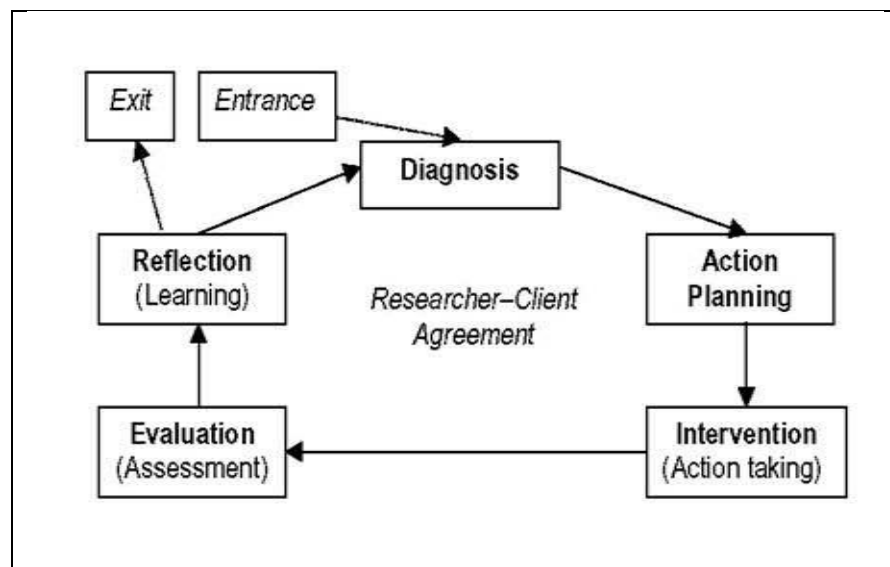 Exit
Entrance
Diagnosis
Reflection
(Learning)
Action
Planning
Researcher–Client
Agreement
Evaluation
(Assessment)
Intervention
(Action taking)